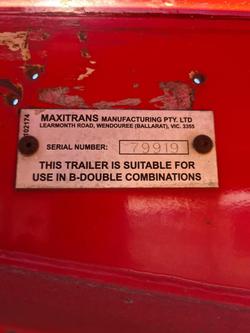 MAXITRANS MANUFACTURING PTY. LTD
LEARMONTH ROAD, WENDOUREE (BALLARAT), VIC. 3355
102174
SERIAL NUMBER: 79919
THIS TRAILER IS SUITABLE FOR
USE IN B-DOUBLE COMBINATIONS